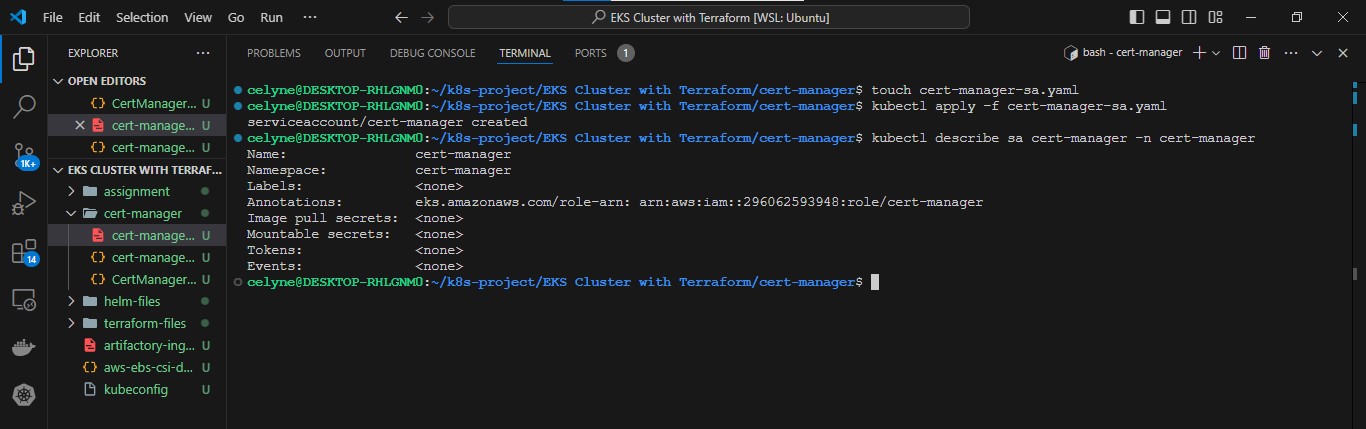 File Edit Selection View Go Run ...
EKS Cluster with Terraform [WSL: Ubuntu]
EXPLORER
OPEN EDITORS
CertManager... U
cert-manage... U
cert-manage... U
EKS CLUSTER WITH TERRAF...
assignment
cert-manager
cert-manage... U
cert-manage... U
CertManager... U
helm-files
terraform-files
artifactory-ing... U
aws-ebs-csi-d... U
kubeconfig U
1K+
14
PROBLEMS OUTPUT DEBUG CONSOLE TERMINAL PORTS 1
bash - cert-manager
celyne@DESKTOP-RHLGNM0:~/k8s-project/EKS Cluster with Terraform/cert-manager$ touch cert-manager-sa.yaml
celyne@DESKTOP-RHLGNM0:~/k8s-project/EKS Cluster with Terraform/cert-manager$ kubectl apply -f cert-manager-sa.yaml
serviceaccount/cert-manager created
celyne@DESKTOP-RHLGNM0:~/k8s-project/EKS Cluster with Terraform/cert-manager$ kubectl describe sa cert-manager -n cert-manager
Name: cert-manager
Namespace: cert-manager
Labels: <none>
Annotations: eks.amazonaws.com/role-arn: arn:aws:iam::296062593948:role/cert-manager
Image pull secrets: <none>
Mountable secrets: <none>
Tokens: <none>
Events: <none>
celyne@DESKTOP-RHLGNM0:~/k8s-project/EKS Cluster with Terraform/cert-manager$